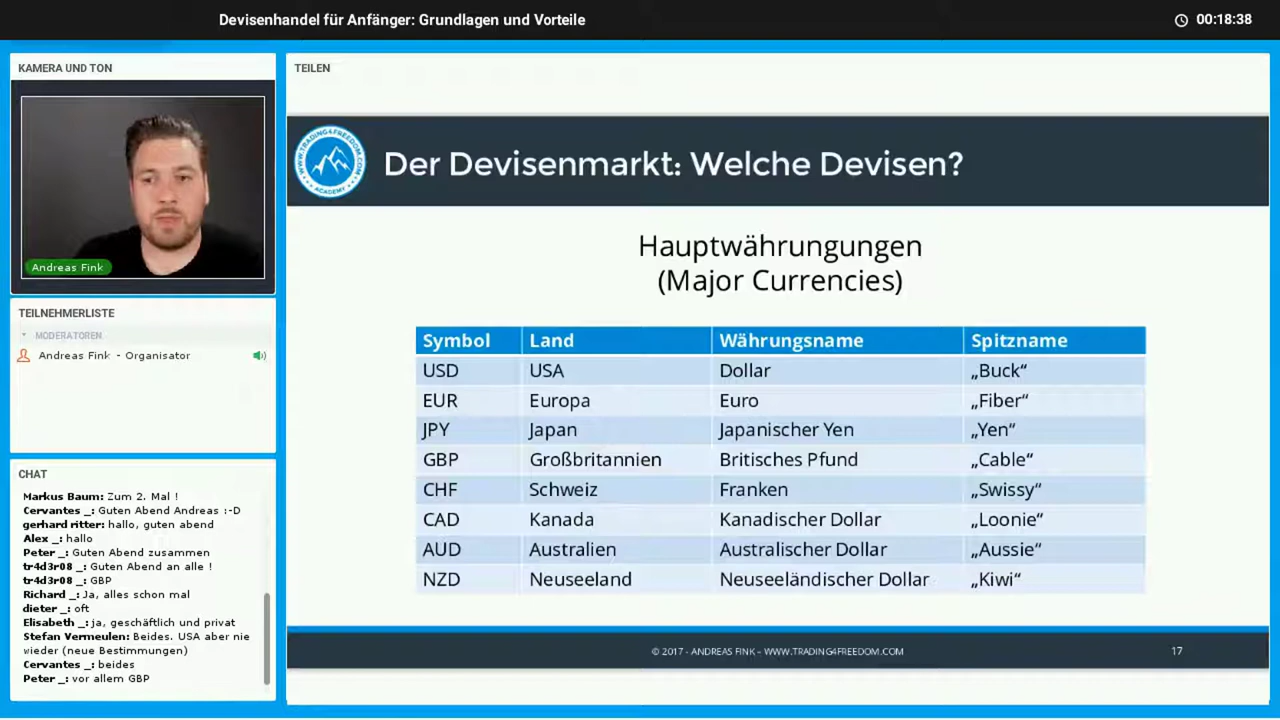 Devisenhandel für Anfänger: Grundlagen und Vorteile
00:18:38
KAMERA UND TON
Andreas Fink
TEILNEHMERLISTE
MODERATOREN
Andreas Fink - Organisator
CHAT
Markus Baum: Zum 2. Mal !
Cervantes _: Guten Abend Andreas :-D
gerhard ritter: hallo, guten abend
Alex _: hallo
Peter _: Guten Abend zusammen
tr4d3r08 _: Guten Abend an alle !
tr4d3r08 _: GBP
Richard _: Ja, alles schon mal
dieter _: oft
Elisabeth _: ja, geschäftlich und privat
Stefan Vermeulen: Beides. USA aber nie
wieder (neue Bestimmungen)
Cervantes _: beides
Peter _: vor allem GBP
TEILEN
WWW.TRADING4FREEDOM.COM
ACADEMY
Der Devisenmarkt: Welche Devisen?
Hauptwährungungen
(Major Currencies)
Symbol Land Währungsname Spitzname
USD USA Dollar „Buck“
EUR Europa Euro „Fiber“
JPY Japan Japanischer Yen „Yen“
GBP Großbritannien Britisches Pfund „Cable“
CHF Schweiz Franken „Swissy“
CAD Kanada Kanadischer Dollar „Loonie“
AUD Australien Australischer Dollar „Aussie“
NZD Neuseeland Neuseeländischer Dollar „Kiwi“
© 2017 - ANDREAS FINK – WWW.TRADING4FREEDOM.COM
17